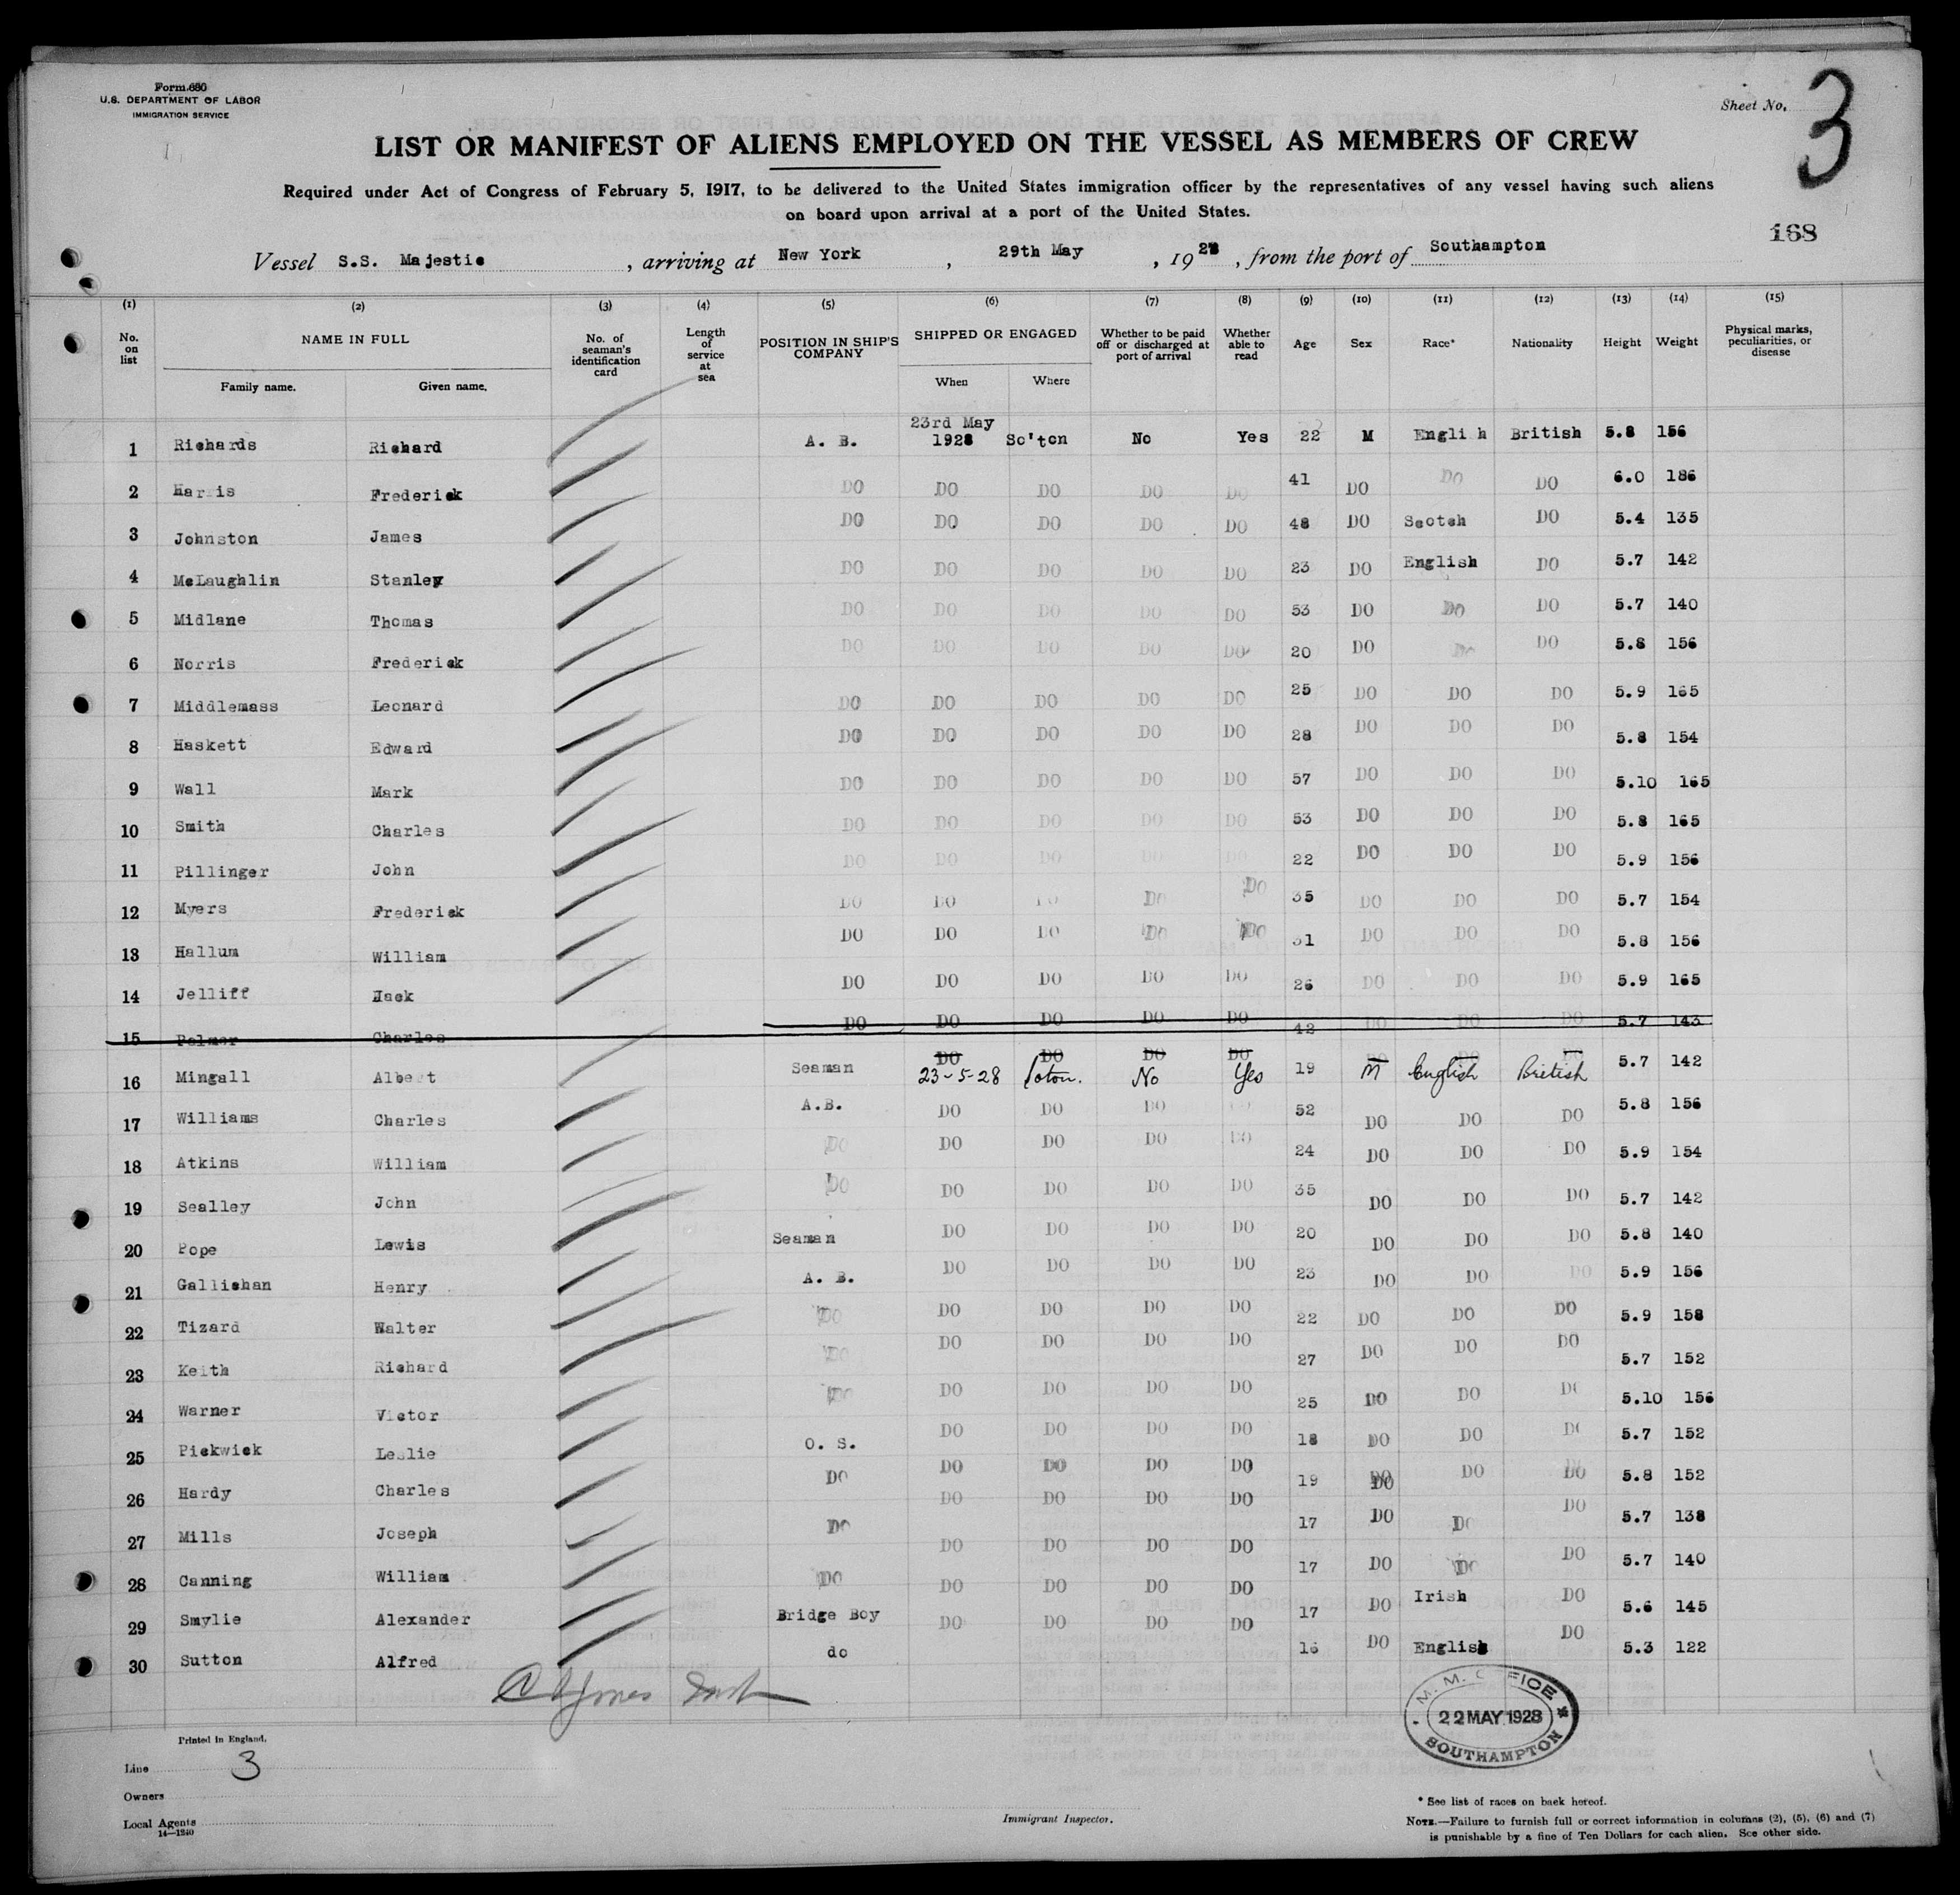 Form 680
U.S. DEPARTMENT OF LABOR
IMMIGRATION SERVICE
Sheet No. 3
LIST OR MANIFEST OF ALIENS EMPLOYED ON THE VESSEL AS MEMBERS OF CREW
Required under Act of Congress of February 5, 1917, to be delivered to the United States immigration officer by the representatives of any vessel having such aliens
on board upon arrival at a port of the United States.
168
Vessel S.S. Majestic , arriving at New York , 29th May , 1928 , from the port of Southampton
(1) (2) (3) (4) (5) (6) (7) (8) (9) (10) (11) (12) (13) (14) (15)
No. on list NAME IN FULL Family name. Given name. No. of seaman's identification card Length of service at sea POSITION IN SHIP'S COMPANY SHIPPED OR ENGAGED When Where Whether to be paid off or discharged at port of arrival Whether able to read Age Sex Race* Nationality Height Weight Physical marks, peculiarities, or disease
1 Richards Richard A. B. 23rd May 1928 So'ton No Yes 22 M Engli h British 5.8 156
2 Harris Frederick DO DO DO DO DO 41 DO DO DO 6.0 186
3 Johnston James DO DO DO DO DO 48 DO Scotch DO 5.4 135
4 McLaughlin Stanley DO DO DO DO DO 23 DO English DO 5.7 142
5 Midlane Thomas DO DO DO DO DO 53 DO DO DO 5.7 140
6 Norris Frederick DO DO DO DO DO 20 DO DO DO 5.8 156
7 Middlemass Leonard DO DO DO DO DO 25 DO DO DO 5.9 165
8 Haskett Edward DO DO DO DO DO 28 DO DO DO 5.8 154
9 Wall Mark DO DO DO DO DO 57 DO DO DO 5.10 165
10 Smith Charles DO DO DO DO DO 53 DO DO DO 5.8 165
11 Pillinger John DO DO DO DO DO 22 DO DO DO 5.9 156
12 Myers Frederick DO DO DO DO DO 35 DO DO DO 5.7 154
13 Hallum William DO DO DO DO DO 31 DO DO DO 5.8 156
14 Jelliff Hack DO DO DO DO DO 26 DO DO DO 5.9 165
15 Palmer Charles DO DO DO DO DO 42 DO DO DO 5.7 143
16 Mingall Albert Seaman DO DO DO DO 23-5-28 Soton. No Yes 19 M English British 5.7 142
17 Williams Charles A.B. DO DO DO DO 52 DO DO DO 5.8 156
18 Atkins William DO DO DO DO DO 24 DO DO DO 5.9 154
19 Sealley John DO DO DO DO DO 35 DO DO DO 5.7 142
20 Pope Lewis Seaman DO DO DO DO 20 DO DO DO 5.8 140
21 Gallichan Henry A. B. DO DO DO DO 23 DO DO DO 5.9 156
22 Tizard Walter DO DO DO DO DO 22 DO DO DO 5.9 158
23 Keith Richard DO DO DO DO DO 27 DO DO DO 5.7 152
24 Warner Victor DO DO DO DO DO 25 DO DO DO 5.10 156
25 Pickwick Leslie O. S. DO DO DO DO 18 DO DO DO 5.7 152
26 Hardy Charles DO DO DO DO DO 19 DO DO DO 5.8 152
27 Mills Joseph DO DO DO DO DO 17 DO DO DO 5.7 138
28 Canning William DO DO DO DO DO 17 DO DO DO 5.7 140
29 Smylie Alexander Bridge Boy DO DO DO DO 17 DO Irish DO 5.6 145
30 Sutton Alfred do DO DO DO DO 16 DO English DO 5.3 122
Jones
M. M. OFFICE
22 MAY 1928
SOUTHAMPTON
Printed in England.
Line 3
Owners
Local Agents
14—1240
Immigrant Inspector.
* See list of races on back hereof.
NOTE.—Failure to furnish full or correct information in columns (2), (5), (6) and (7)
is punishable by a fine of Ten Dollars for each alien. See other side.